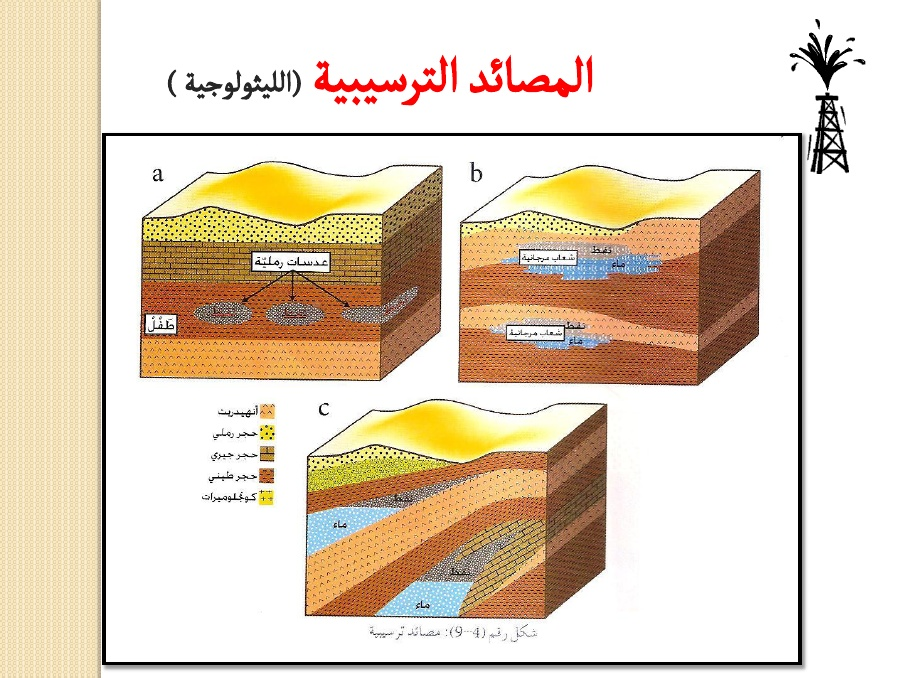 المصائد الترسيبية (الليثولوجية )
a
b
عدسات رملية
طَفْلْ
نفط
شعاب مرجانية
ماء
نفط
شعاب مرجانية
ماء
c
أنهيدريت
حجر رملي
حجر جيري
حجر طيني
كونجلوميرات
نفط
ماء
نفط
ماء
شكل رقم (4-9): مصائد ترسيبية